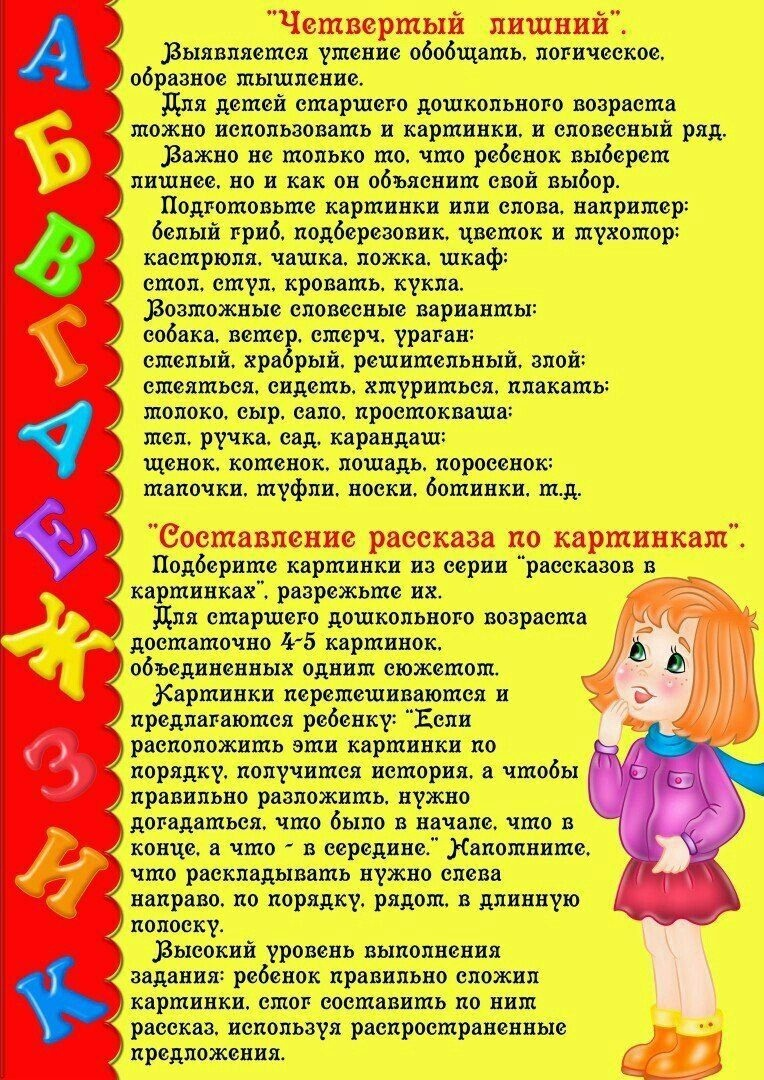 А
Б
В
Г
Д
Е
Ж
З
И
К
"Четвертый лишний".
Выявляется умение обобщать, логическое,
образное мышление.
Для детей старшего дошкольного возраста
можно использовать и картинки, и словесный ряд.
Важно не только то, что ребенок выберет
лишнее, но и как он объяснит свой выбор.
Подготовьте картинки или слова, например:
белый гриб, подберезовик, цветок и мухомор;
кастрюля, чашка, ложка, шкаф;
стол, стул, кровать, кукла.
Возможные словесные варианты:
собака, ветер, смерч, ураган;
смелый, храбрый, решительный, злой;
смеяться, сидеть, хмуриться, плакать;
молоко, сыр, сало, простокваша;
мел, ручка, сад, карандаш;
щенок, котенок, лошадь, поросенок;
тапочки, туфли, носки, ботинки, т.д.
"Составление рассказа по картинкам".
Подберите картинки из серии "рассказов в
картинках", разрежьте их.
Для старшего дошкольного возраста
достаточно 4-5 картинок,
объединенных одним сюжетом.
Картинки перемешиваются и
предлагаются ребенку: "Если
расположить эти картинки по
порядку, получится история, а чтобы
правильно разложить, нужно
догадаться, что было в начале, что в
конце, а что - в середине." Напомните,
что раскладывать нужно слева
направо, по порядку, рядом, в длинную
полоску.
Высокий уровень выполнения
задания: ребенок правильно сложил
картинки, смог составить по ним
рассказ, используя распространенные
предложения.